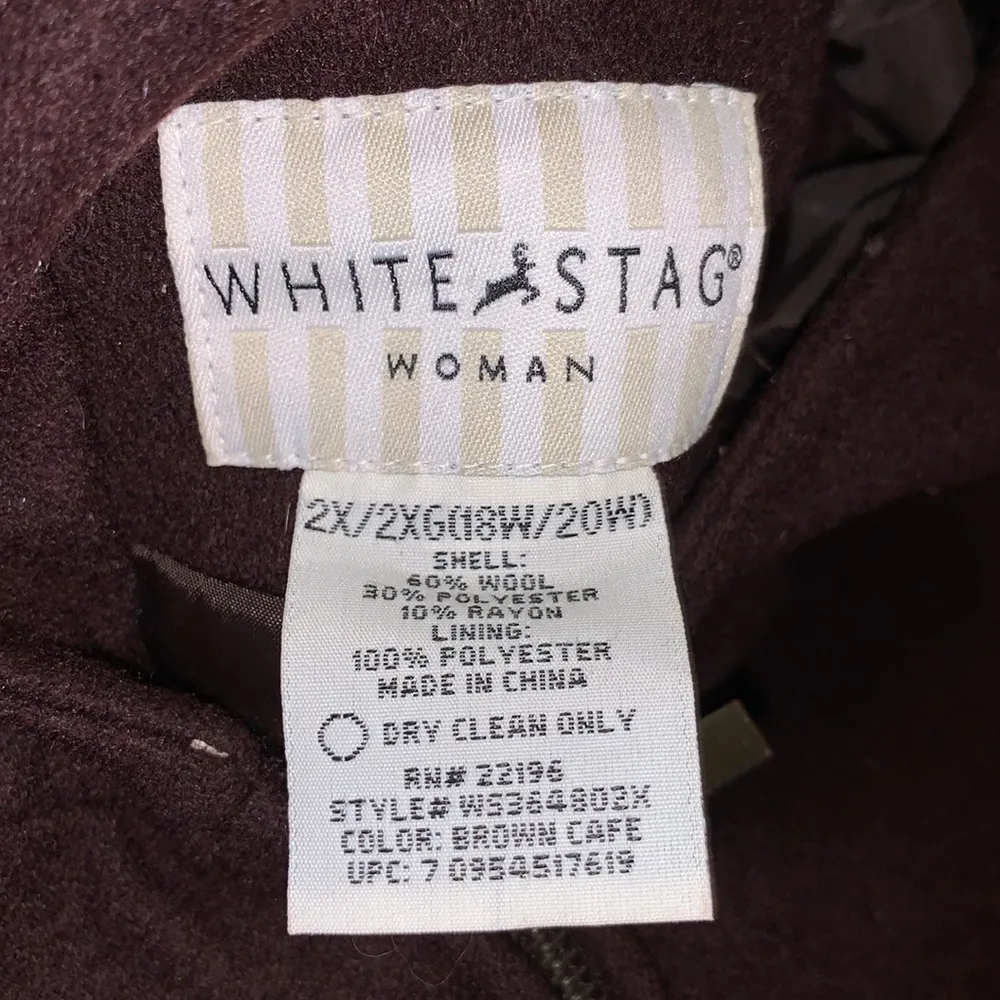 WHITE STAG®
WOMAN
2X/2XG(18W/20W)
SHELL:
60% WOOL
30% POLYESTER
10% RAYON
LINING:
100% POLYESTER
MADE IN CHINA
DRY CLEAN ONLY
RN# 22196
STYLE# WS364802X
COLOR: BROWN CAFE
UPC: 7 0954517619